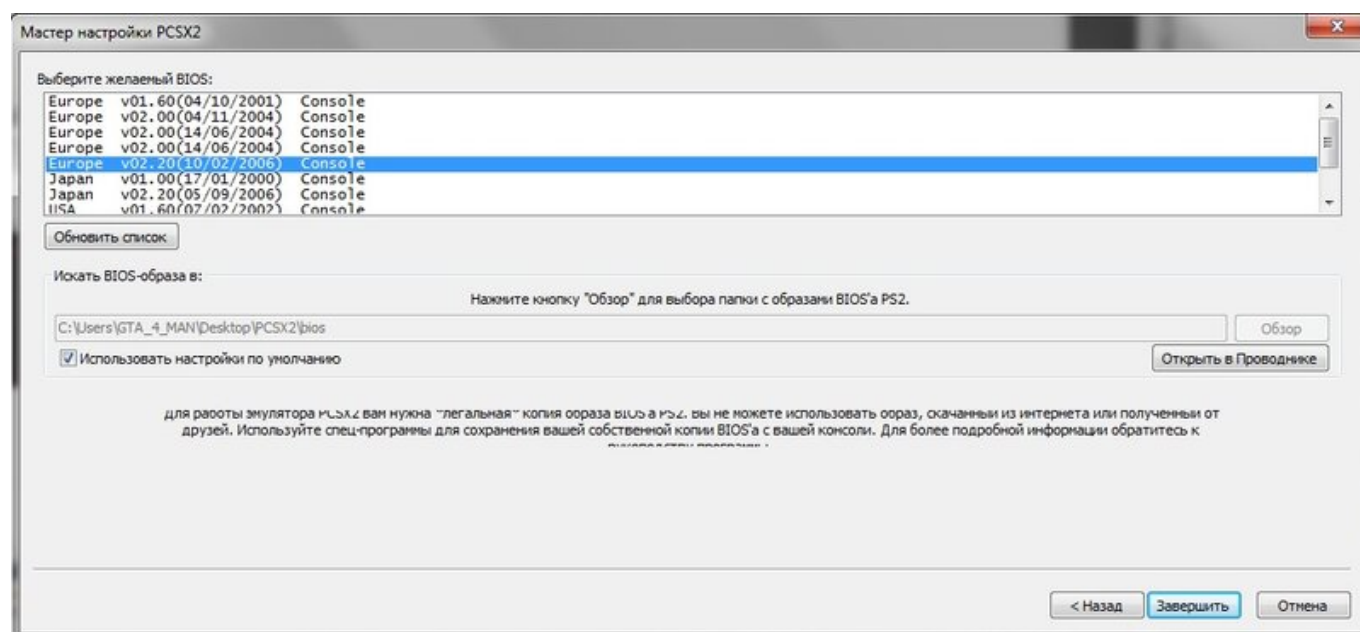 Мастер настройки PCSX2
Выберите желаемый BIOS:
Europe v01.60(04/10/2001) Console
Europe v02.00(04/11/2004) Console
Europe v02.00(14/06/2004) Console
Europe v02.00(14/06/2004) Console
Europe v02.20(10/02/2006) Console
Japan v01.00(17/01/2000) Console
Japan v02.20(05/09/2006) Console
USA v01.60(07/02/2002) Console
Обновить список
Искать BIOS-образа в:
Нажмите кнопку "Обзор" для выбора папки с образами BIOS'a PS2.
C:\Users\GTA_4_MAN\Desktop\PCSX2\bios
Обзор
Использовать настройки по умолчанию
Открыть в Проводнике
Для работы эмулятора PCSX2 вам нужна "легальная" копия образа BIOS'a PS2. Вы не можете использовать образ, скачанный из интернета или полученный от
друзей. Используйте спец-программы для сохранения вашей собственной копии BIOS'a с вашей консоли. Для более подробной информации обратитесь к
< Назад
Завершить
Отмена